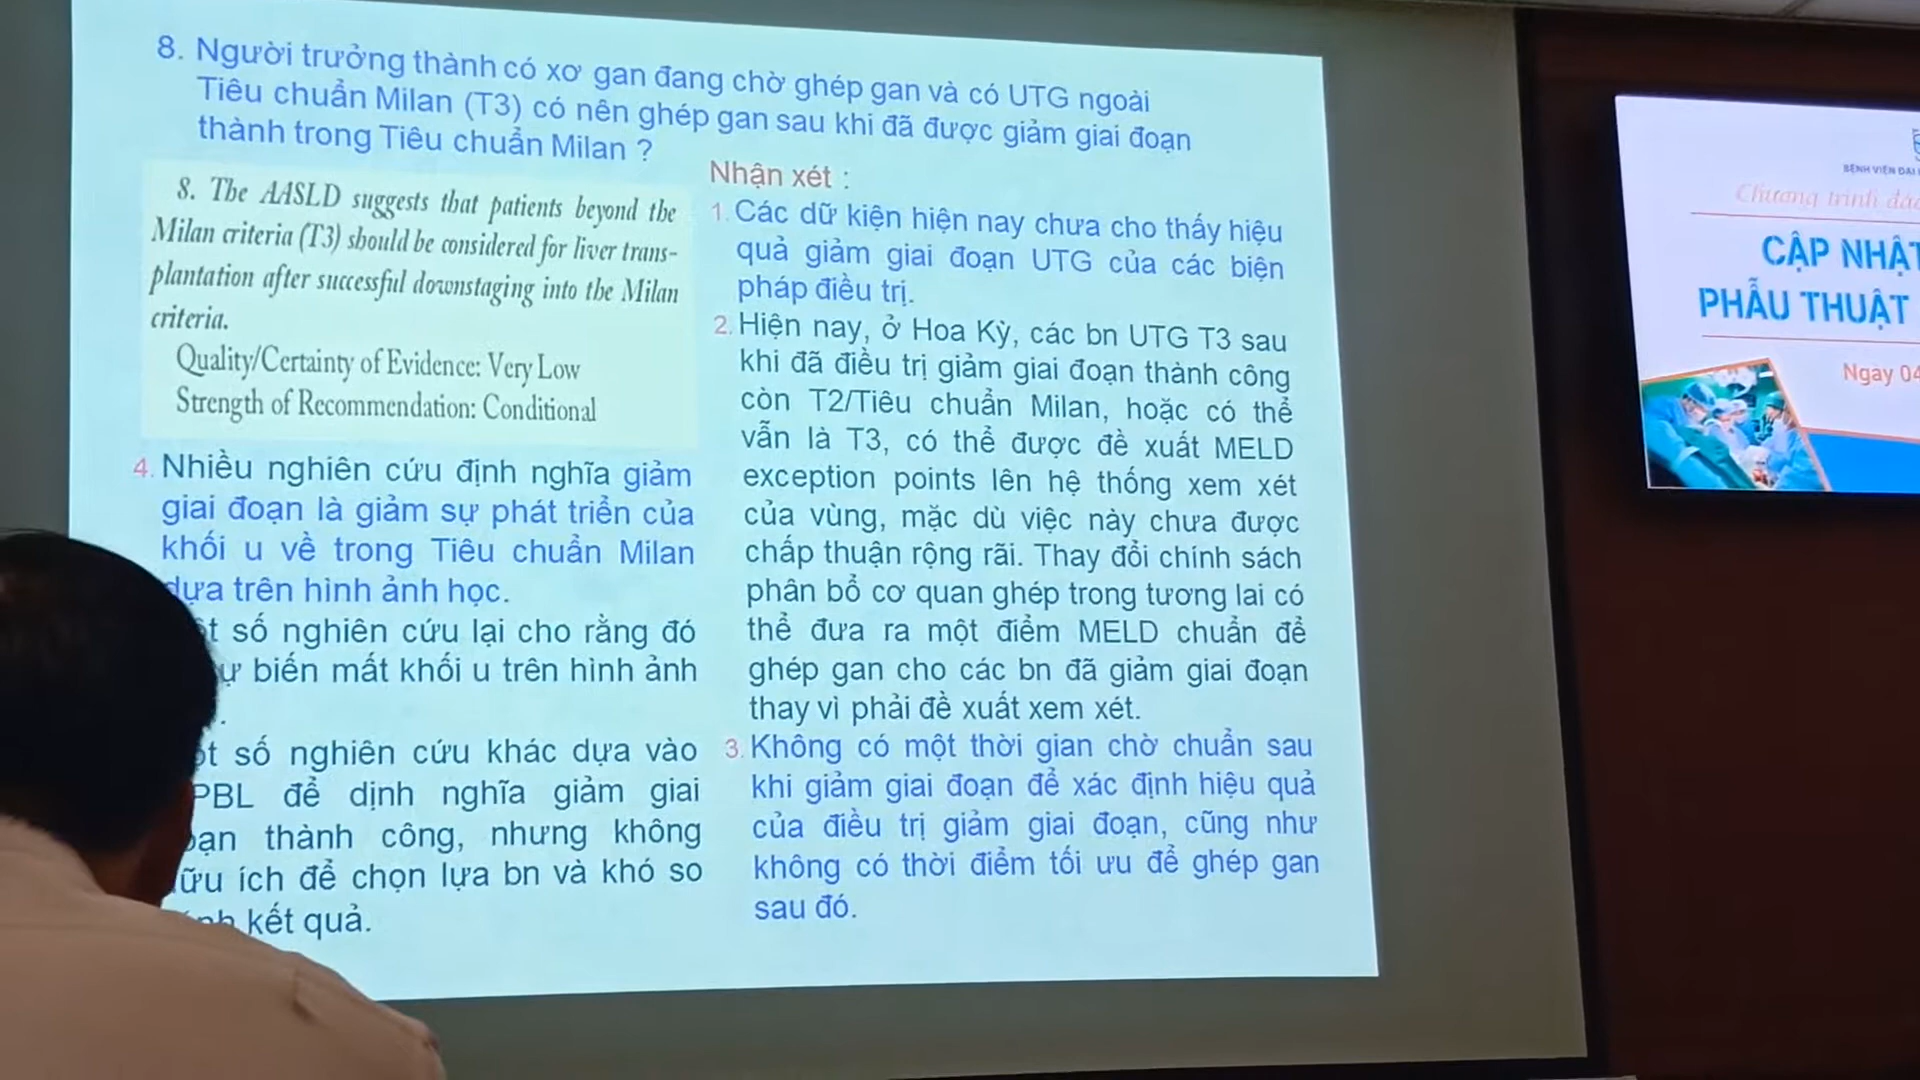 8. Người trưởng thành có xơ gan đang chờ ghép gan và có UTG ngoài
Tiêu chuẩn Milan (T3) có nên ghép gan sau khi đã được giảm giai đoạn
thành trong Tiêu chuẩn Milan ?
8. The AASLD suggests that patients beyond the
Milan criteria (T3) should be considered for liver trans-
plantation after successful downstaging into the Milan
criteria.
Quality/Certainty of Evidence: Very Low
Strength of Recommendation: Conditional
Nhận xét :
1. Các dữ kiện hiện nay chưa cho thấy hiệu
quả giảm giai đoạn UTG của các biện
pháp điều trị.
2. Hiện nay, ở Hoa Kỳ, các bn UTG T3 sau
khi đã điều trị giảm giai đoạn thành công
còn T2/Tiêu chuẩn Milan, hoặc có thể
vẫn là T3, có thể được đề xuất MELD
exception points lên hệ thống xem xét
của vùng, mặc dù việc này chưa được
chấp thuận rộng rãi. Thay đổi chính sách
phân bổ cơ quan ghép trong tương lai có
thể đưa ra một điểm MELD chuẩn để
ghép gan cho các bn đã giảm giai đoạn
thay vì phải đề xuất xem xét.
3. Không có một thời gian chờ chuẩn sau
khi giảm giai đoạn để xác định hiệu quả
của điều trị giảm giai đoạn, cũng như
không có thời điểm tối ưu để ghép gan
sau đó.
4. Nhiều nghiên cứu định nghĩa giảm
giai đoạn là giảm sự phát triển của
khối u về trong Tiêu chuẩn Milan
dựa trên hình ảnh học.
số nghiên cứu lại cho rằng đó
biến mất khối u trên hình ảnh
số nghiên cứu khác dựa vào
PBL để dịnh nghĩa giảm giai
thành công, nhưng không
ích để chọn lựa bn và khó so
kết quả.
BỆNH VIỆN ĐẠI
Chương trình
CẬP NHẬT
PHẪU THUẬT
Ngày 04